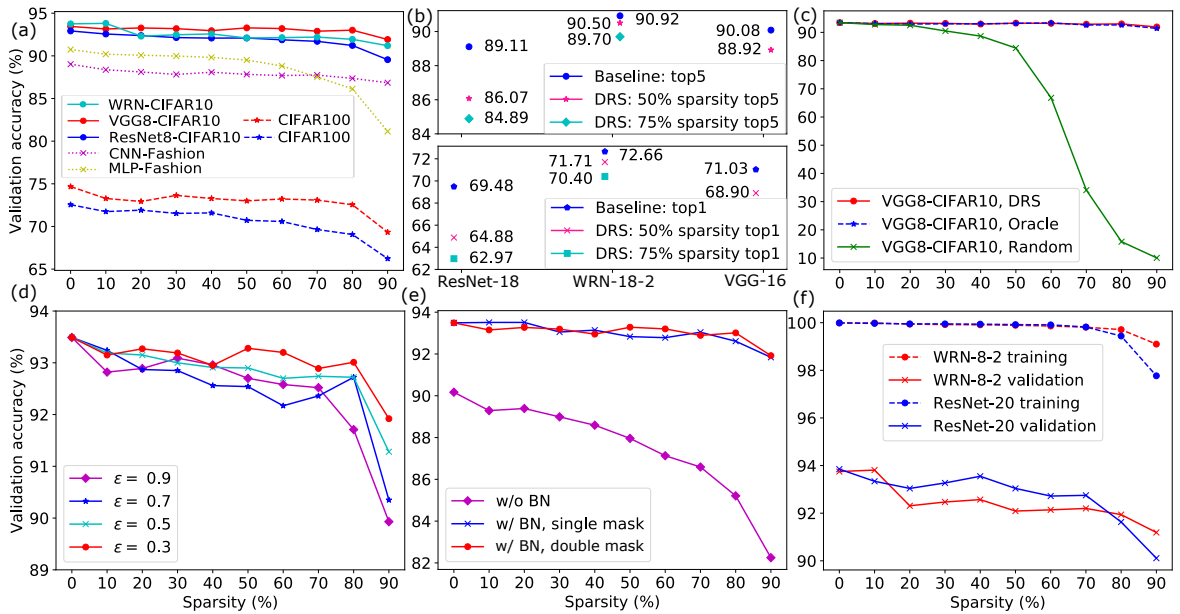 (a)
Validation accuracy (%)
95
90
85
80
75
70
65
WRN-CIFAR10
VGG8-CIFAR10
ResNet8-CIFAR10
CNN-Fashion
MLP-Fashion
CIFAR100
CIFAR100
0 10 20 30 40 50 60 70 80 90
(b)
90
88
86
84
89.11
86.07
84.89
90.50
89.70
90.92
90.08
88.92
Baseline: top5
DRS: 50% sparsity top5
DRS: 75% sparsity top5
72
70
68
66
64
62
69.48
64.88
62.97
71.71
70.40
72.66
71.03
68.90
Baseline: top1
DRS: 50% sparsity top1
DRS: 75% sparsity top1
ResNet-18 WRN-18-2 VGG-16
(c)
90
80
70
60
50
40
30
20
10
VGG8-CIFAR10, DRS
VGG8-CIFAR10, Oracle
VGG8-CIFAR10, Random
0 10 20 30 40 50 60 70 80 90
(d)
Validation accuracy (%)
94
93
92
91
90
89
ε = 0.9
ε = 0.7
ε = 0.5
ε = 0.3
0 10 20 30 40 50 60 70 80 90
Sparsity (%)
(e)
94
92
90
88
86
84
82
w/o BN
w/ BN, single mask
w/ BN, double mask
0 10 20 30 40 50 60 70 80 90
Sparsity (%)
(f)
100
98
96
94
92
90
WRN-8-2 training
WRN-8-2 validation
ResNet-20 training
ResNet-20 validation
0 10 20 30 40 50 60 70 80 90
Sparsity (%)